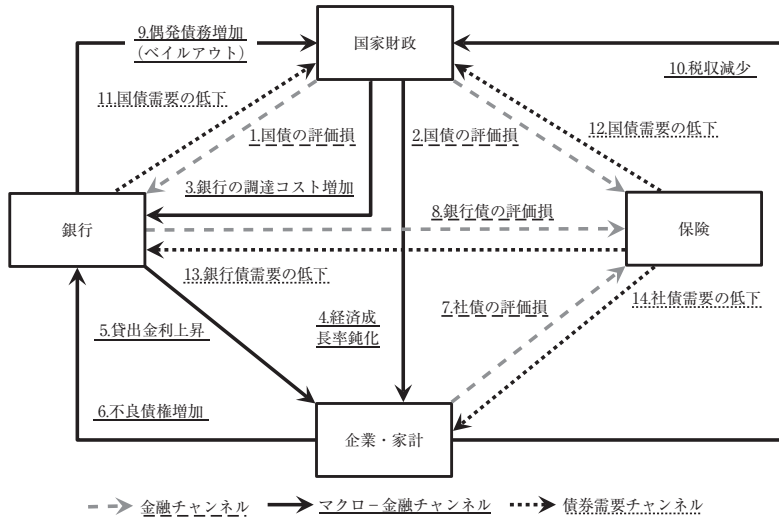 9.偶発債務増加
(ベイルアウト)
国家財政
10.税収減少
11.国債需要の低下
1.国債の評価損
2.国債の評価損
12.国債需要の低下
3.銀行の調達コスト増加
銀行
8.銀行債の評価損
保険
13.銀行債需要の低下
14.社債需要の低下
7.社債の評価損
4.経済成
長率鈍化
5.貸出金利上昇
6.不良債権増加
企業・家計
金融チャンネル
マクロ－金融チャンネル
債券需要チャンネル